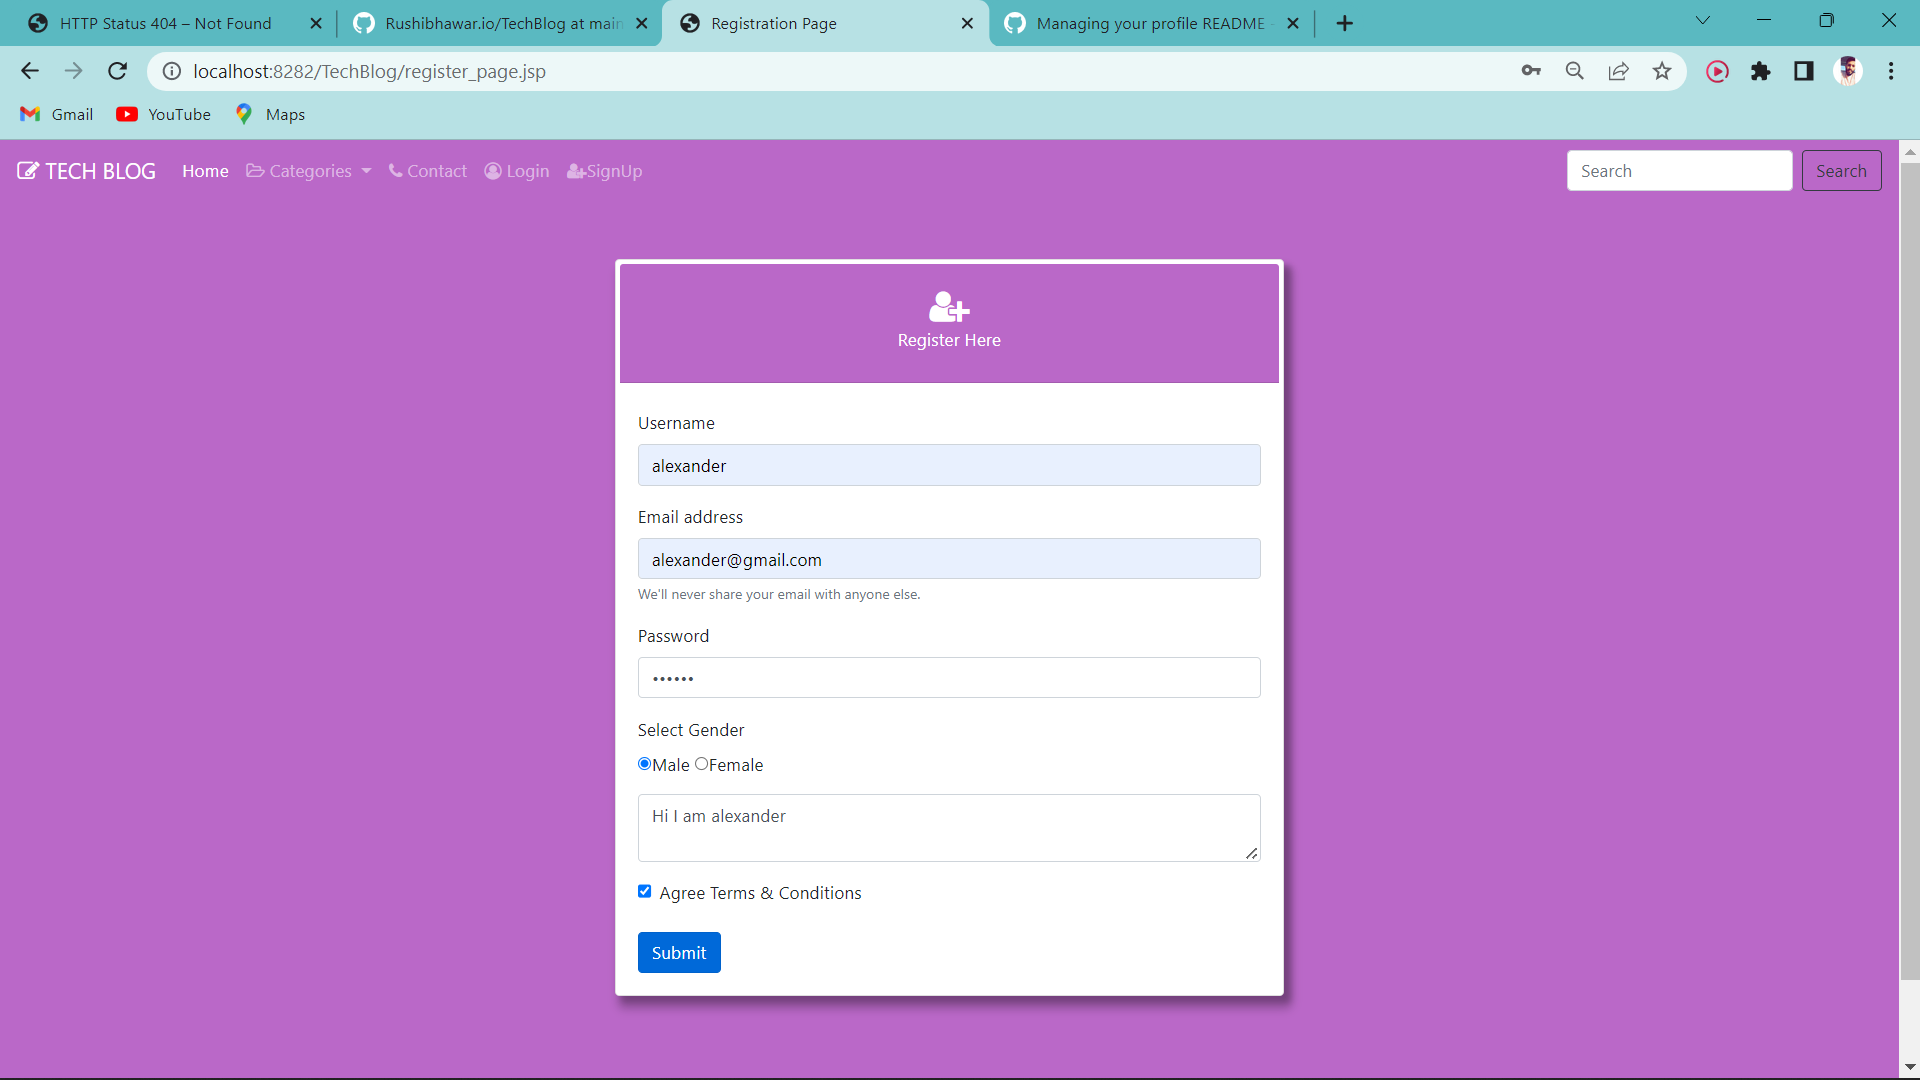 HTTP Status 404 – Not Found
Rushibhawar.io/TechBlog at main
Registration Page
Managing your profile README -
localhost:8282/TechBlog/register_page.jsp
Gmail
YouTube
Maps
TECH BLOG
Home
Categories
Contact
Login
SignUp
Search
Search
Register Here
Username
alexander
Email address
alexander@gmail.com
We'll never share your email with anyone else.
Password
••••••
Select Gender
Male Female
Hi I am alexander
Agree Terms & Conditions
Submit